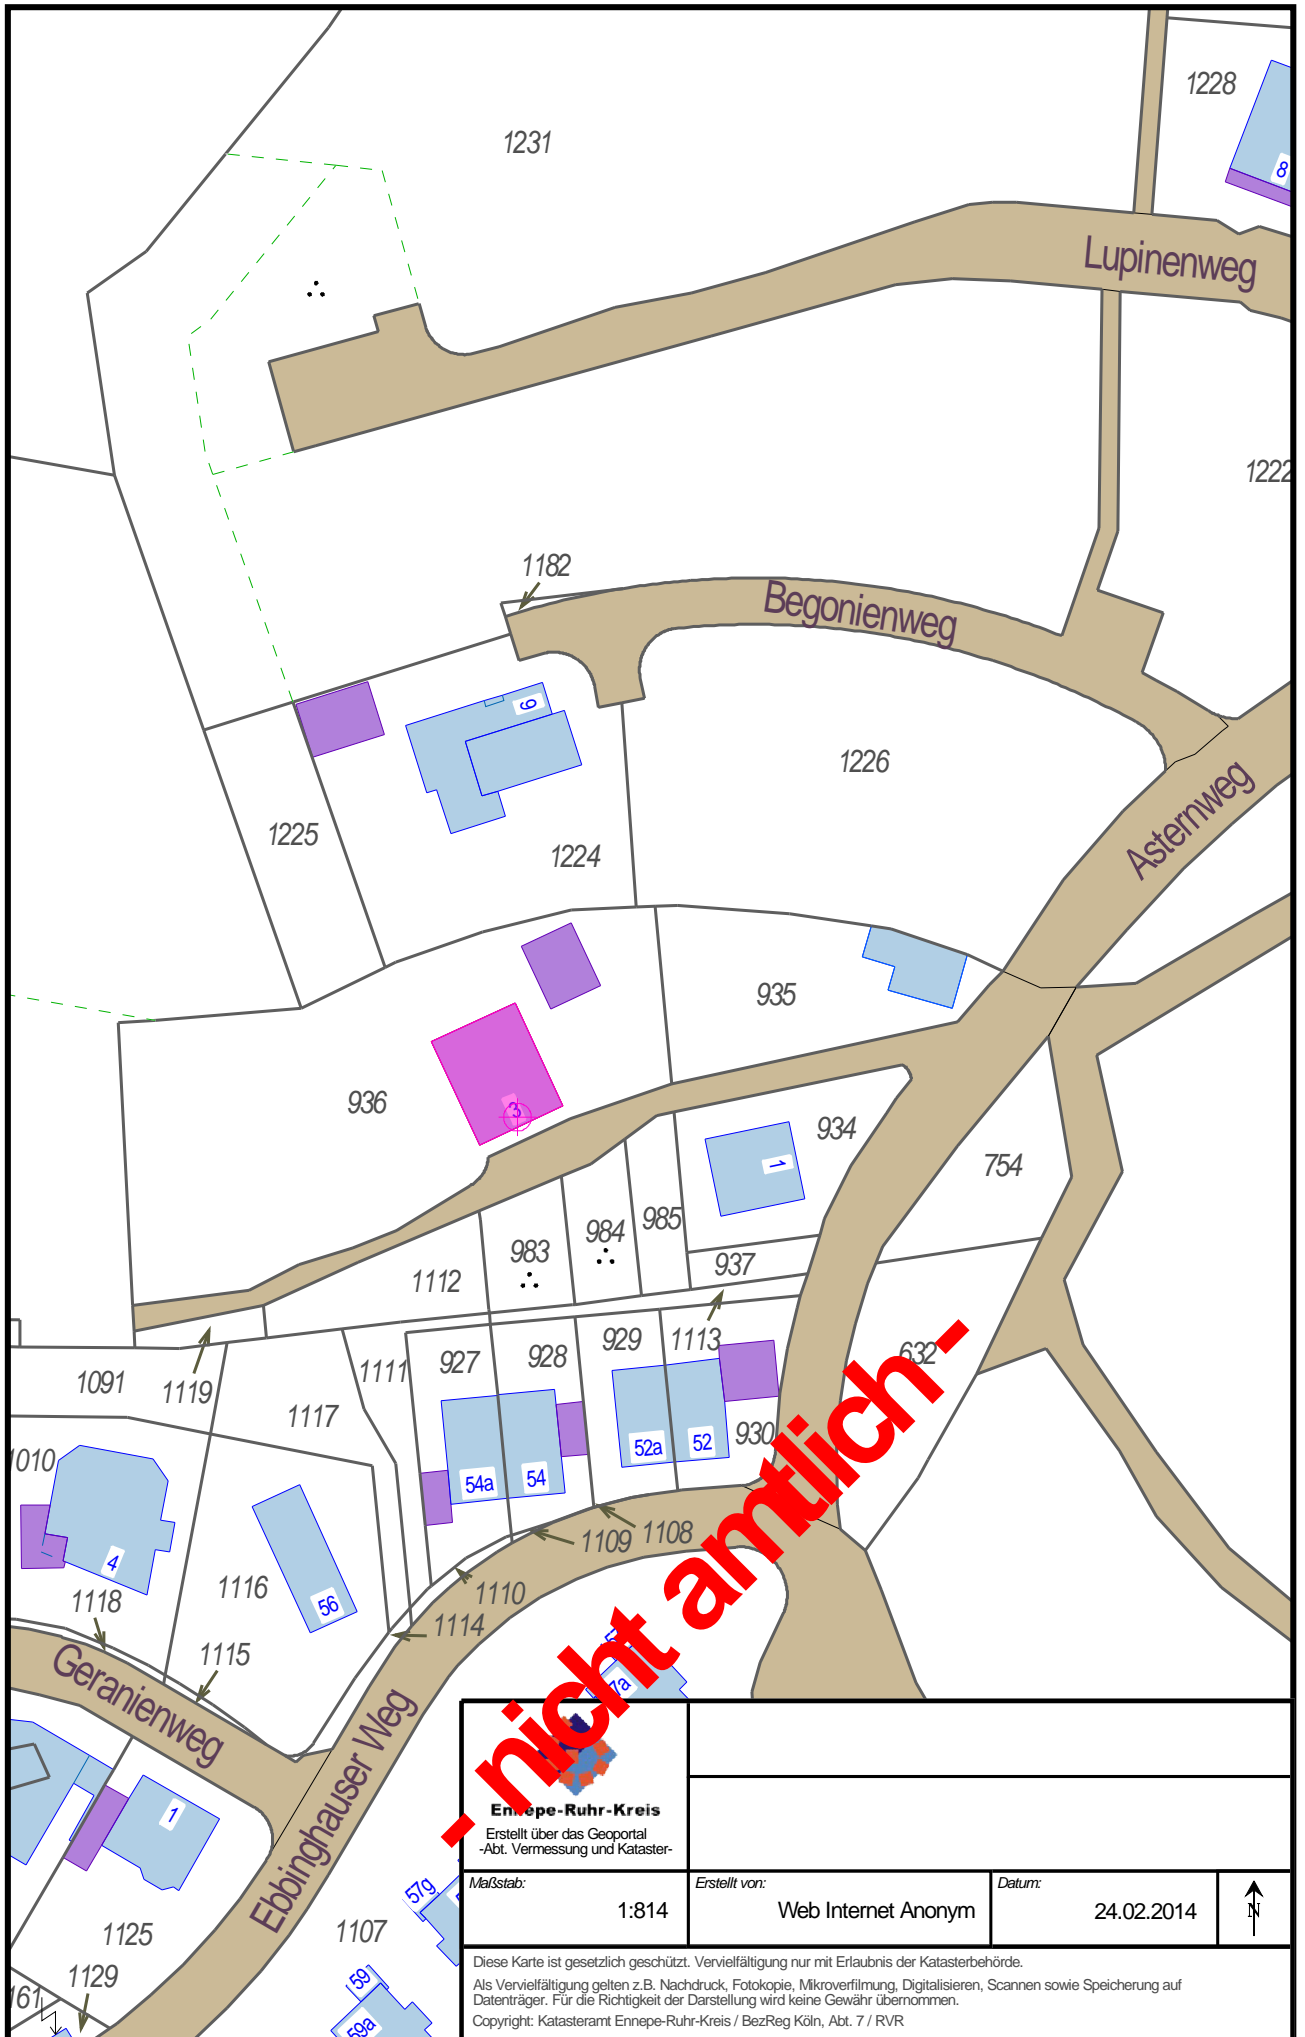 1228
8
1231
Lupinenweg
1222
1182
Begonienweg
9
1226
1225
1224
Asternweg
935
936
3
934
1
754
985
984
983
937
1112
632
1113
929
928
927
1111
1119
1091
1117
930
52
52a
54
54a
1010
4
1108
1109
1116
56
1110
1118
1114
1115
Geranienweg
- nicht amtlich -
Ebbinghauser Weg
1
57g
1107
1125
1129
161
59
59a
Ennepe-Ruhr-Kreis
Erstellt über das Geoportal
-Abt. Vermessung und Kataster-
Maßstab:
1:814
Erstellt von:
Web Internet Anonym
Datum:
24.02.2014
N
Diese Karte ist gesetzlich geschützt. Vervielfältigung nur mit Erlaubnis der Katasterbehörde.
Als Vervielfältigung gelten z.B. Nachdruck, Fotokopie, Mikroverfilmung, Digitalisieren, Scannen sowie Speicherung auf
Datenträger. Für die Richtigkeit der Darstellung wird keine Gewähr übernommen.
Copyright: Katasteramt Ennepe-Ruhr-Kreis / BezReg Köln, Abt. 7 / RVR